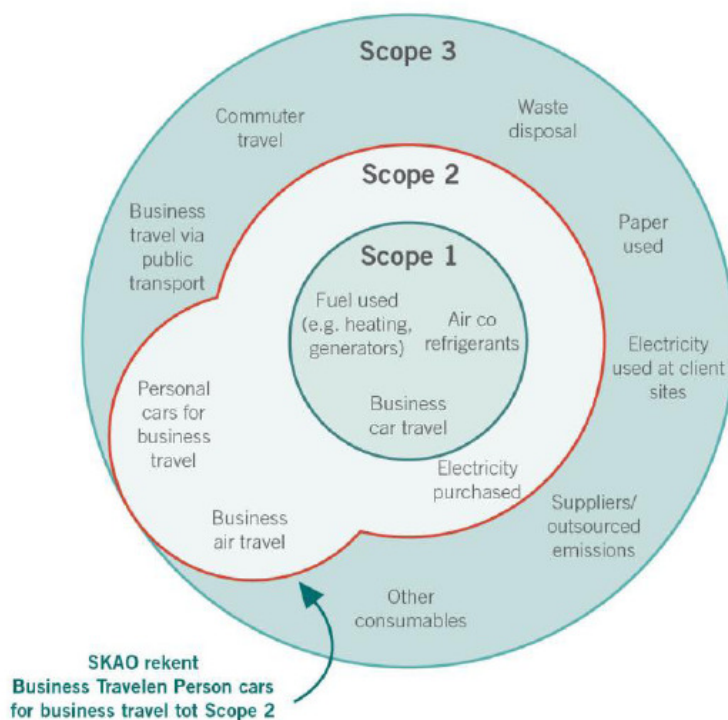 Scope 3
Commuter
travel
Waste
disposal
Scope 2
Business
travel via
public
transport
Paper
used
Scope 1
Fuel used
(e.g. heating,
generators)
Air co
refrigerants
Electricity
used at client
sites
Personal
cars for
business
travel
Business
car travel
Electricity
purchased
Business
air travel
Suppliers/
outsourced
emissions
Other
consumables
SKAO rekent
Business Travelen Person cars
for business travel tot Scope 2